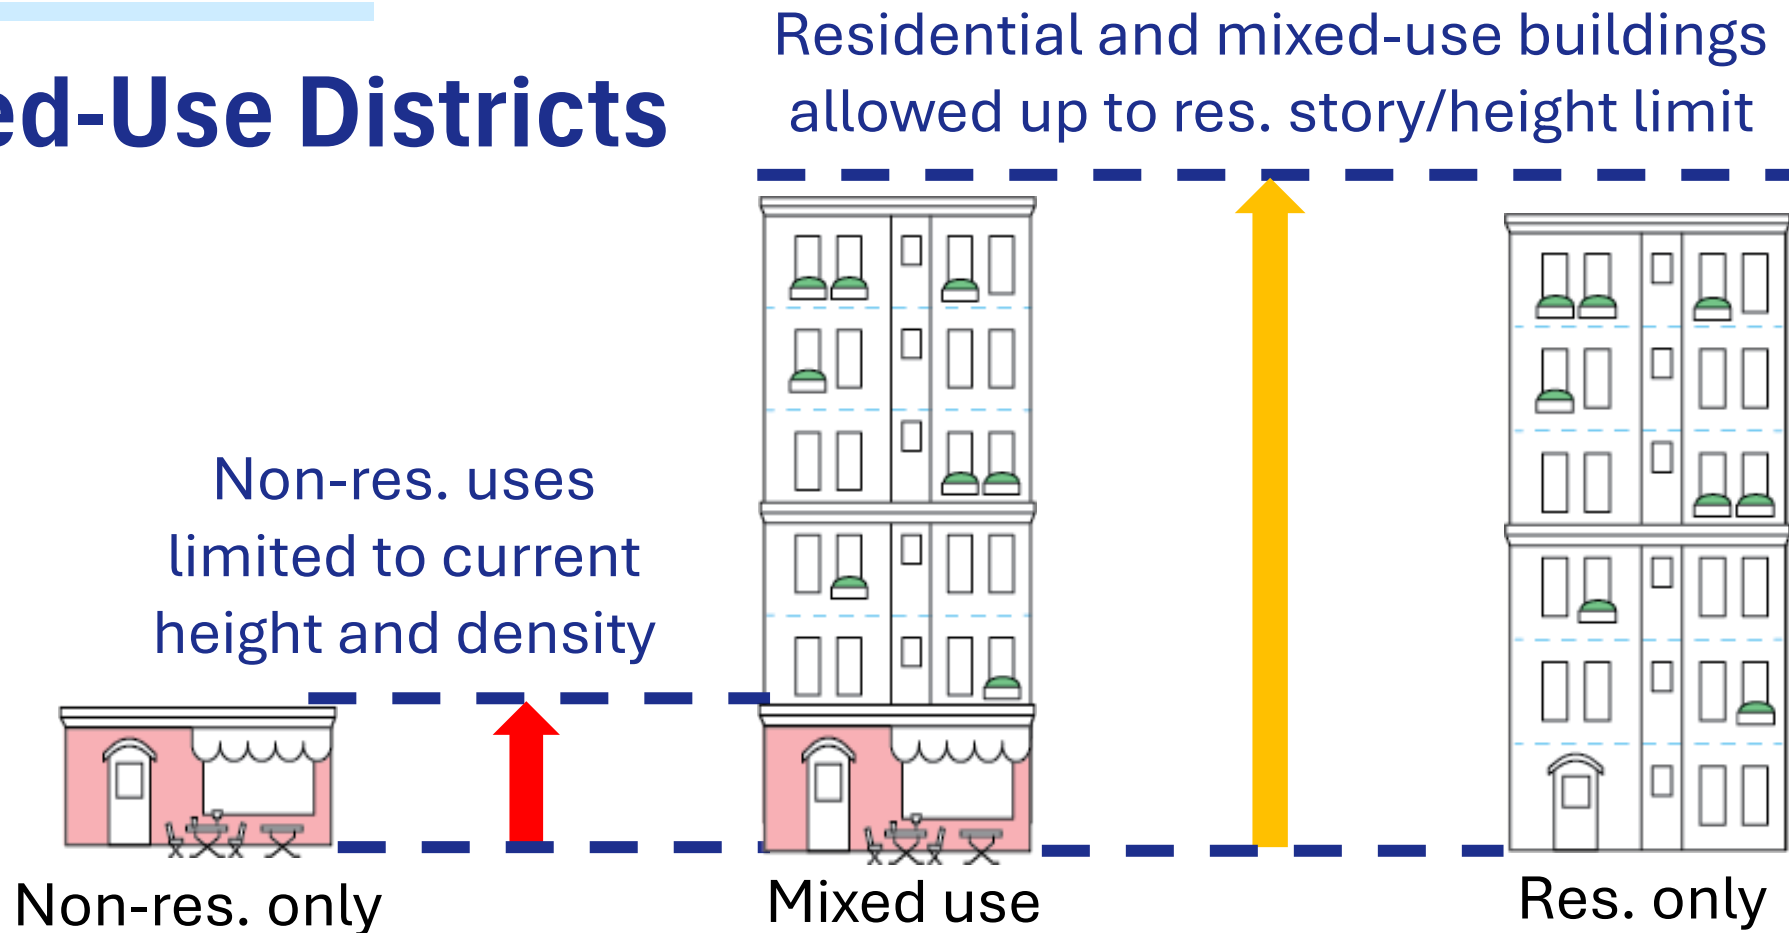 ed-Use Districts
Residential and mixed-use buildings
allowed up to res. story/height limit
Non-res. uses
limited to current
height and density
Non-res. only
Mixed use
Res. only